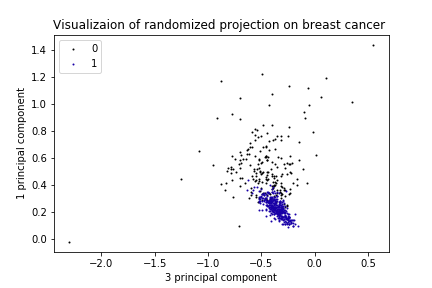 Visualizaion of randomized projection on breast cancer
0
1
1.4
1.2
1.0
0.8
0.6
0.4
0.2
0.0
1 principal component
−2.0 −1.5 −1.0 −0.5 0.0 0.5
3 principal component